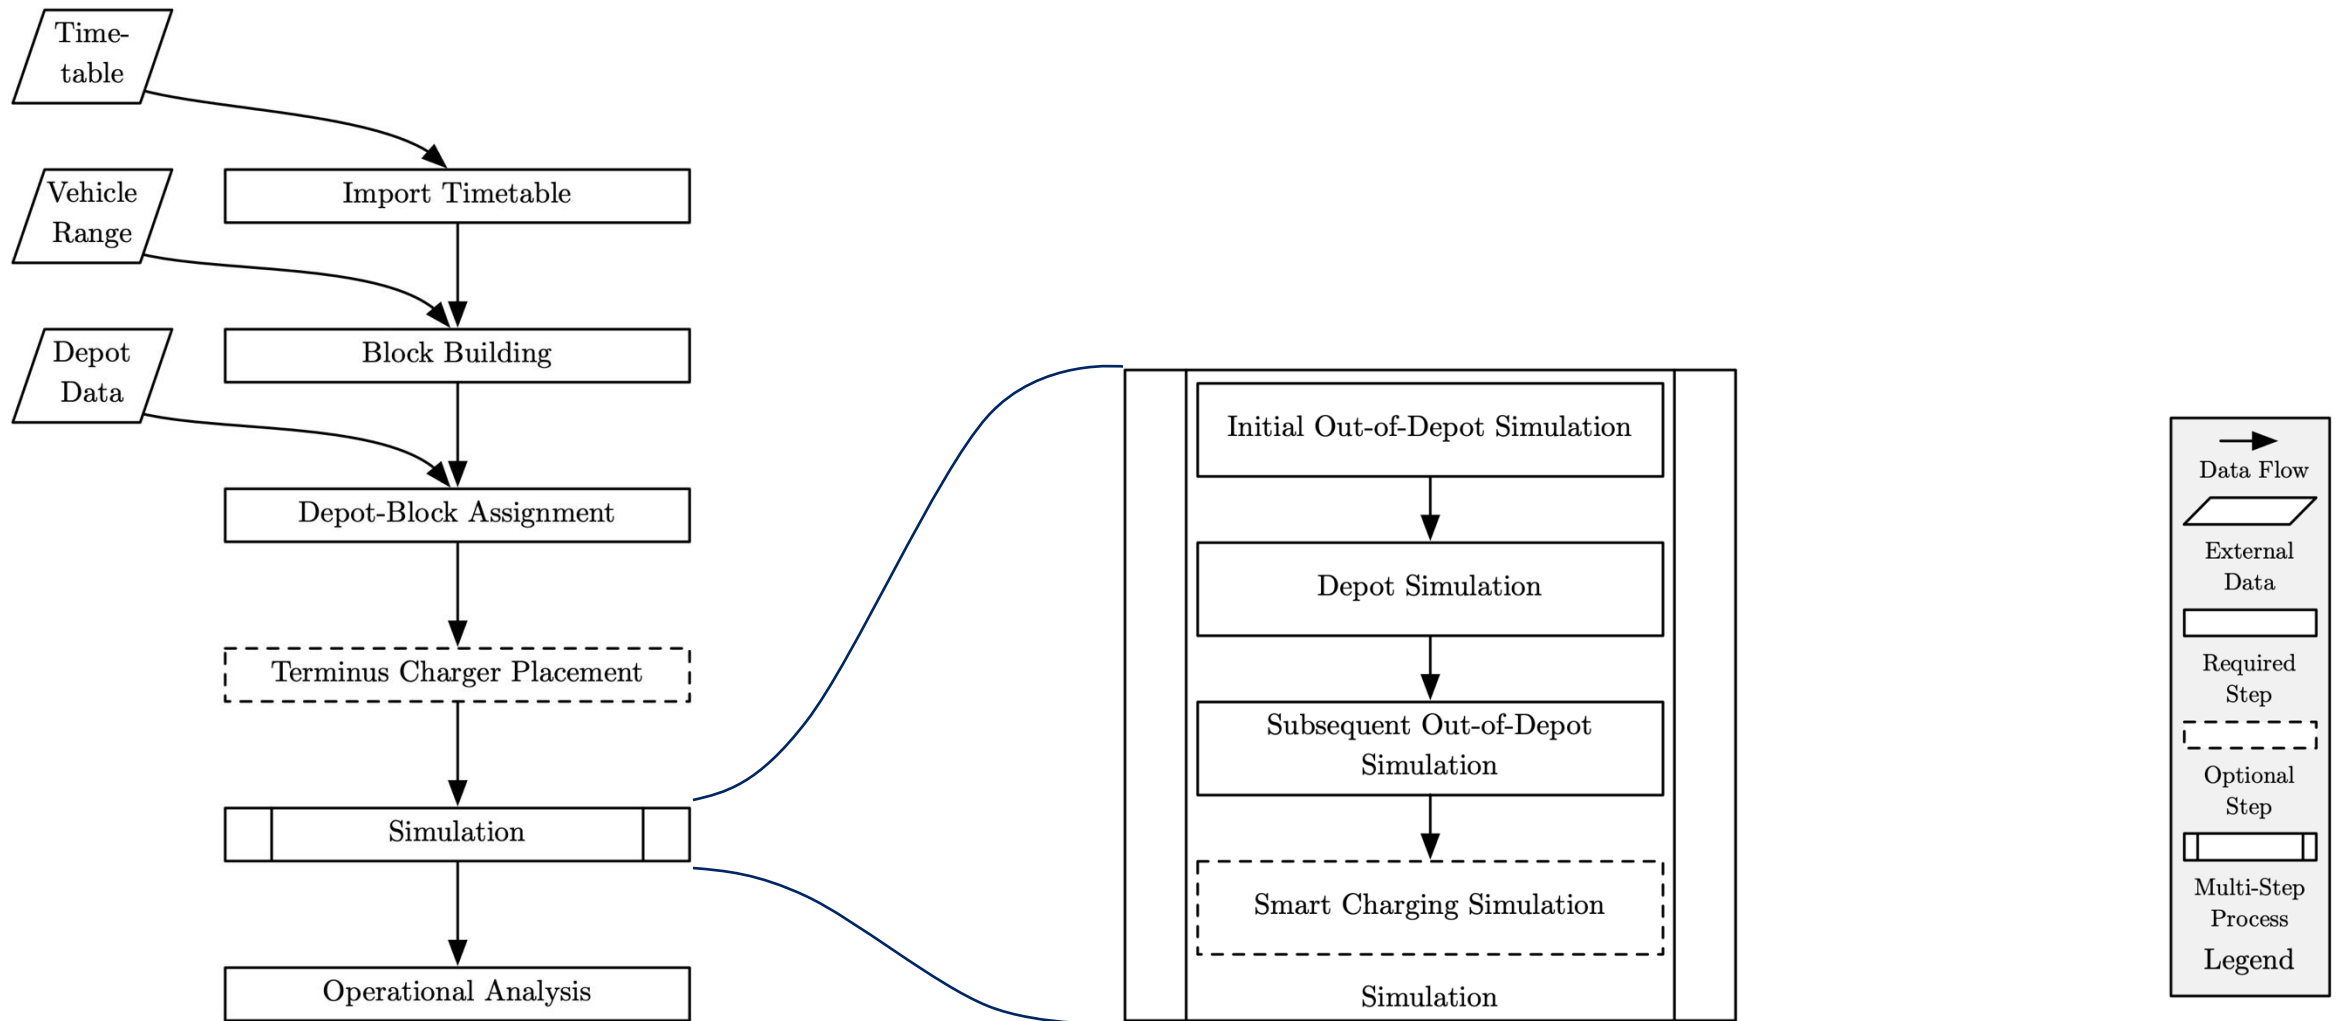 Time-
table
Import Timetable
Vehicle
Range
Block Building
Depot
Data
Depot-Block Assignment
Terminus Charger Placement
Simulation
Operational Analysis
Initial Out-of-Depot Simulation
Depot Simulation
Subsequent Out-of-Depot
Simulation
Smart Charging Simulation
Simulation
Data Flow
External
Data
Required
Step
Optional
Step
Multi-Step
Process
Legend